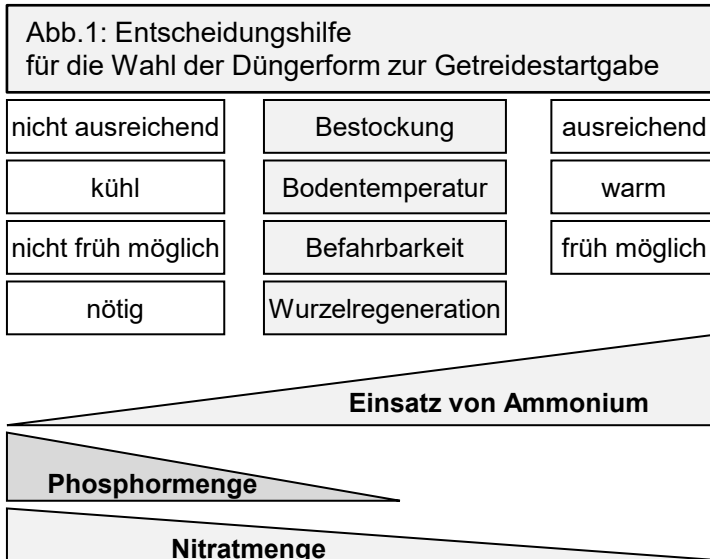 Abb.1: Entscheidungshilfe
für die Wahl der Düngerform zur Getreidestartgabe
nicht ausreichend Bestockung ausreichend
kühl Bodentemperatur warm
nicht früh möglich Befahrbarkeit früh möglich
nötig Wurzelregeneration
Einsatz von Ammonium
Phosphormenge
Nitratmenge